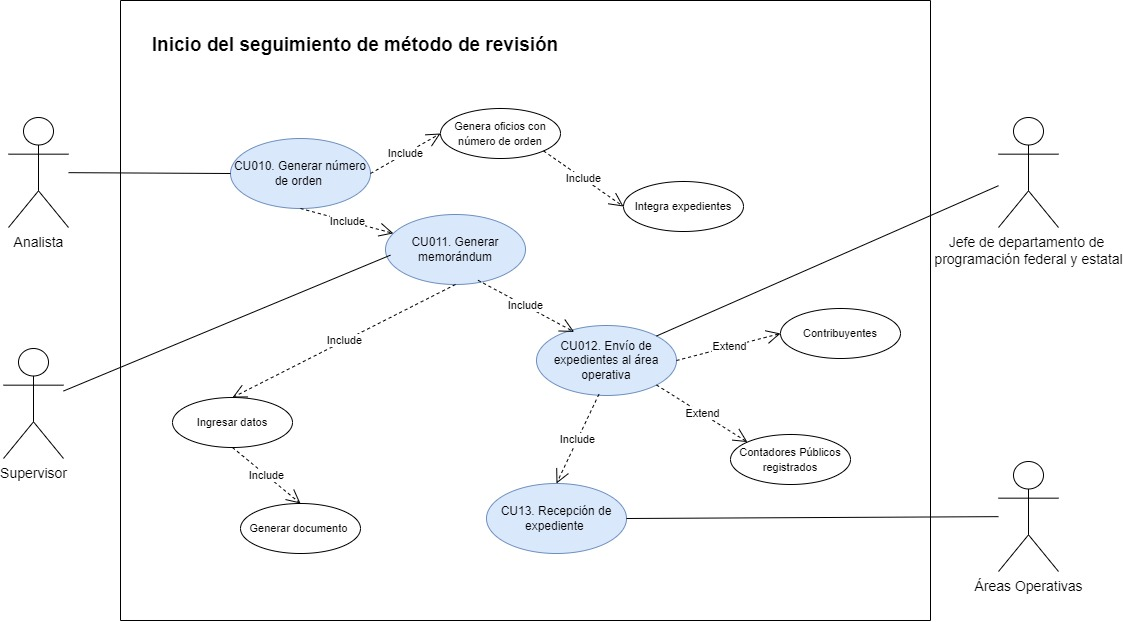 Inicio del seguimiento de método de revisión
Genera oficios con
número de orden
Include
CU010. Generar número
de orden
Include
Integra expedientes
Include
Analista
CU011. Generar
memorándum
Jefe de departamento de
programación federal y estatal
Include
Include
Contribuyentes
Extend
CU012. Envío de
expedientes al área
operativa
Extend
Ingresar datos
Include
Contadores Públicos
registrados
Supervisor
Include
CU13. Recepción de
expediente
Generar documento
Áreas Operativas